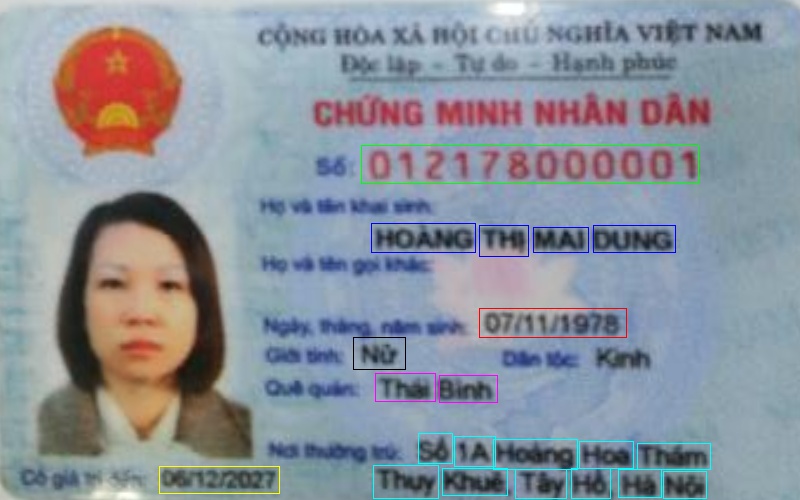 CỘNG HÒA XÃ HỘI CHỦ NGHĨA VIỆT NAM
Độc lập - Tự do - Hạnh phúc
CHỨNG MINH NHÂN DÂN
Số: 012178000001
Họ và tên khai sinh:
HOÀNG THỊ MAI DUNG
Họ và tên gọi khác:
Ngày, tháng, năm sinh: 07/11/1978
Giới tính: Nữ Dân tộc: Kinh
Quê quán: Thái Bình
Nơi thường trú: Số 1A Hoàng Hoa Thám
Thụy Khuê, Tây Hồ, Hà Nội
Có giá trị đến: 06/12/2027